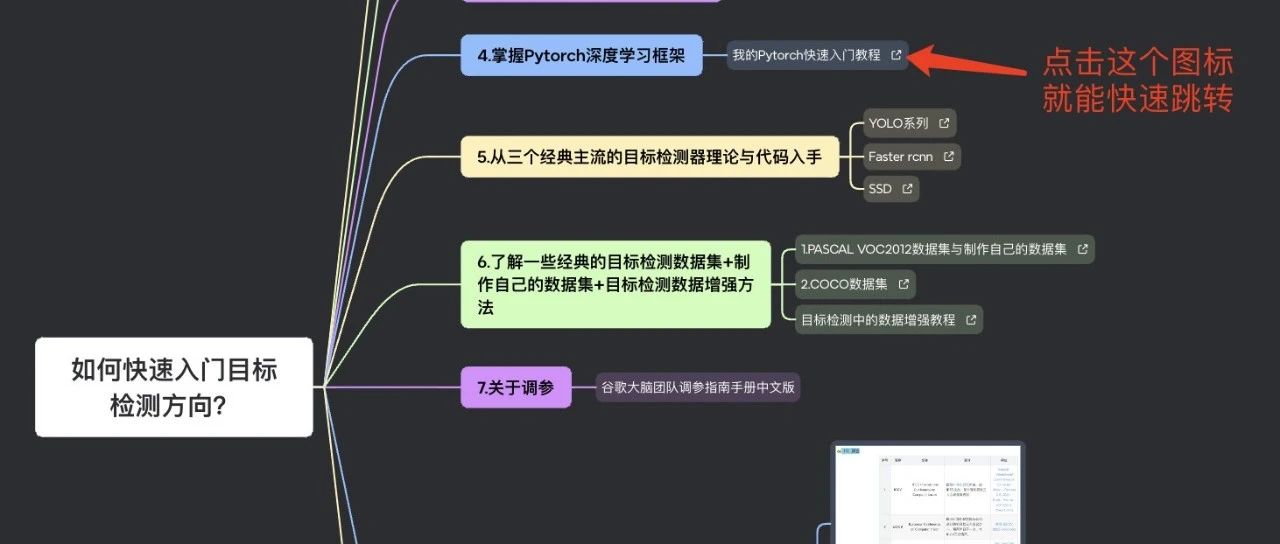 4.掌握Pytorch深度学习框架
我的Pytorch快速入门教程
点击这个图标
就能快速跳转
5.从三个经典主流的目标检测器理论与代码入手
YOLO系列
Faster rcnn
SSD
6.了解一些经典的目标检测数据集+制
作自己的数据集+目标检测数据增强方
法
1.PASCAL VOC2012数据集与制作自己的数据集
2.COCO数据集
目标检测中的数据增强教程
如何快速入门目标
检测方向?
7.关于调参
谷歌大脑团队调参指南手册中文版